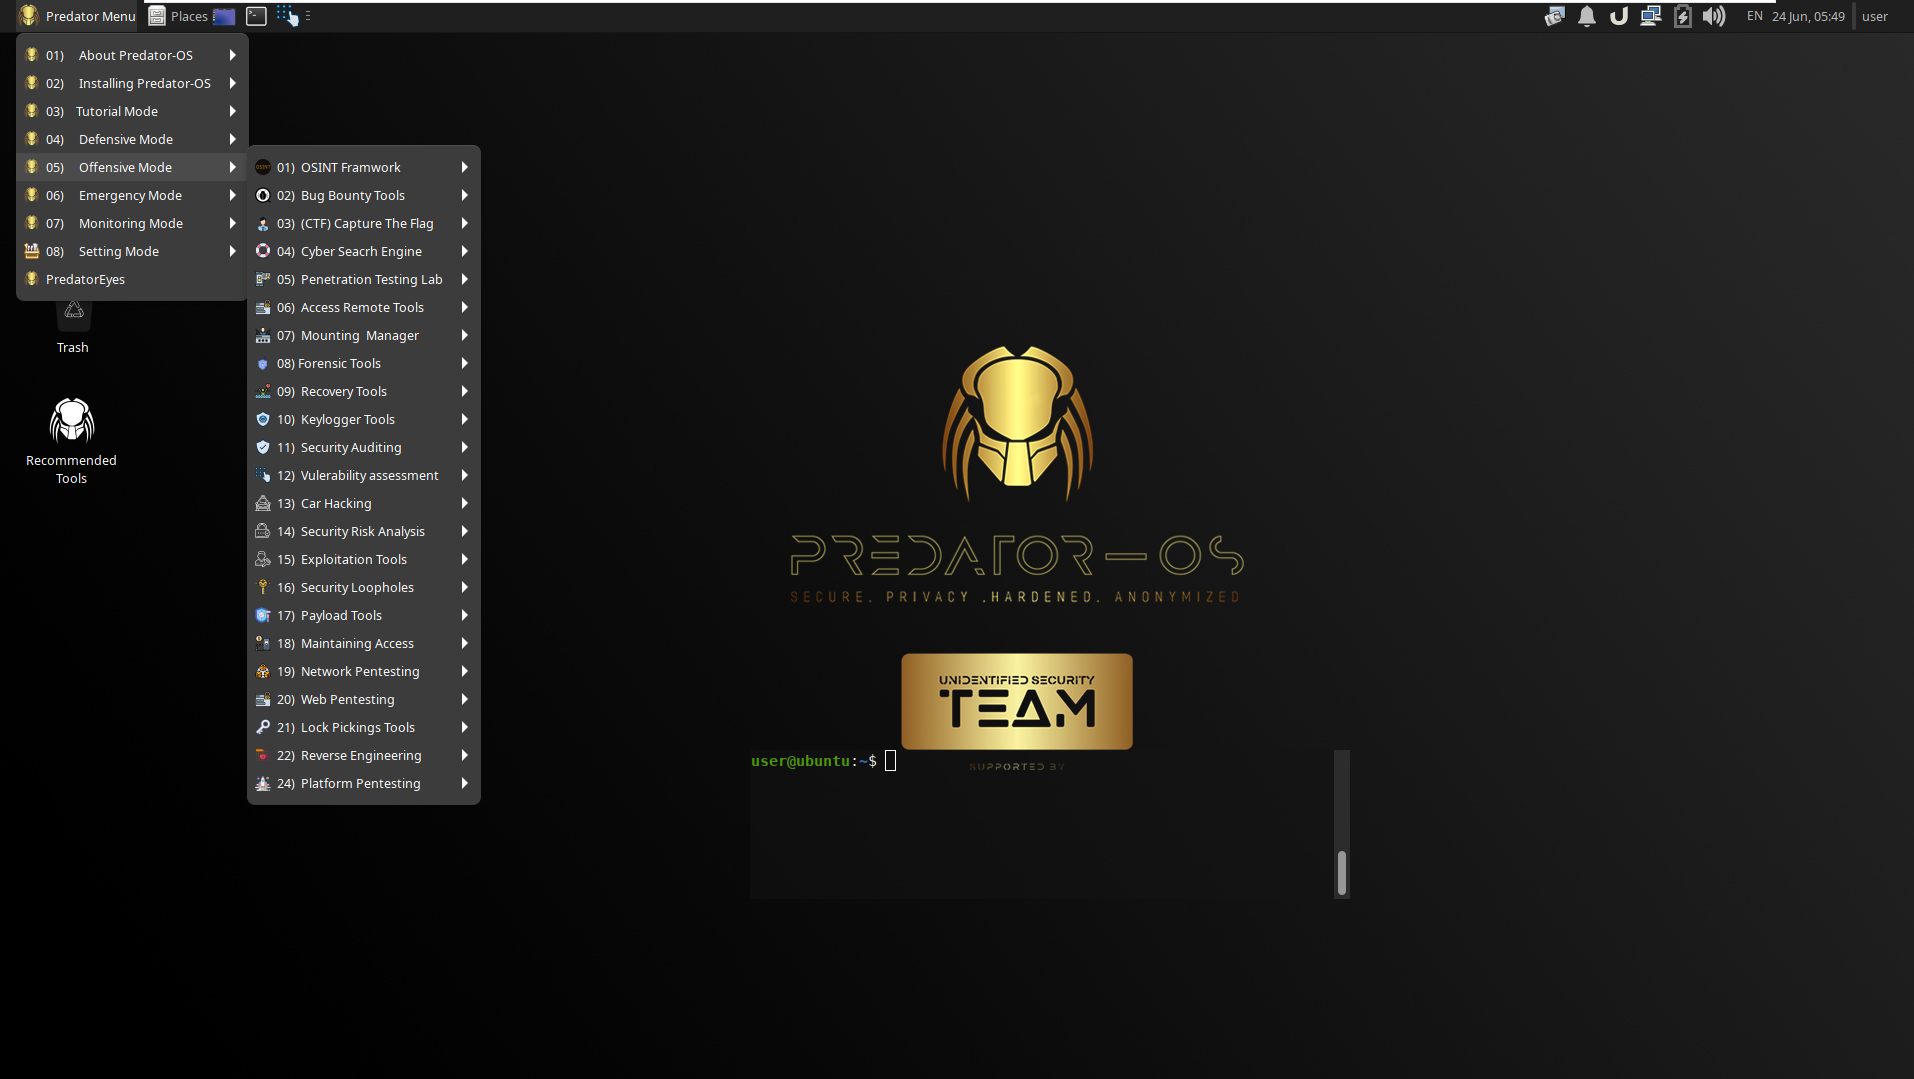 Predator Menu
Places
EN
24 Jun, 05:49
user
01) About Predator-OS
02) Installing Predator-OS
03) Tutorial Mode
04) Defensive Mode
05) Offensive Mode
06) Emergency Mode
07) Monitoring Mode
08) Setting Mode
PredatorEyes
Trash
Recommended
Tools
OSINT
01) OSINT Framwork
02) Bug Bounty Tools
03) (CTF) Capture The Flag
04) Cyber Seacrh Engine
05) Penetration Testing Lab
06) Access Remote Tools
07) Mounting  Manager
08) Forensic Tools
09) Recovery Tools
10) Keylogger Tools
11) Security Auditing
12) Vulerability assessment
13) Car Hacking
14) Security Risk Analysis
15) Exploitation Tools
16) Security Loopholes
17) Payload Tools
18) Maintaining Access
19) Network Pentesting
20) Web Pentesting
21) Lock Pickings Tools
22) Reverse Engineering
24) Platform Pentesting
PREDATOR-OS
SECURE. PRIVACY .HARDENED. ANONYMIZED
UNIDENTIFIED SECURITY
TEAM
user@ubuntu:~$
SUPPORTED BY